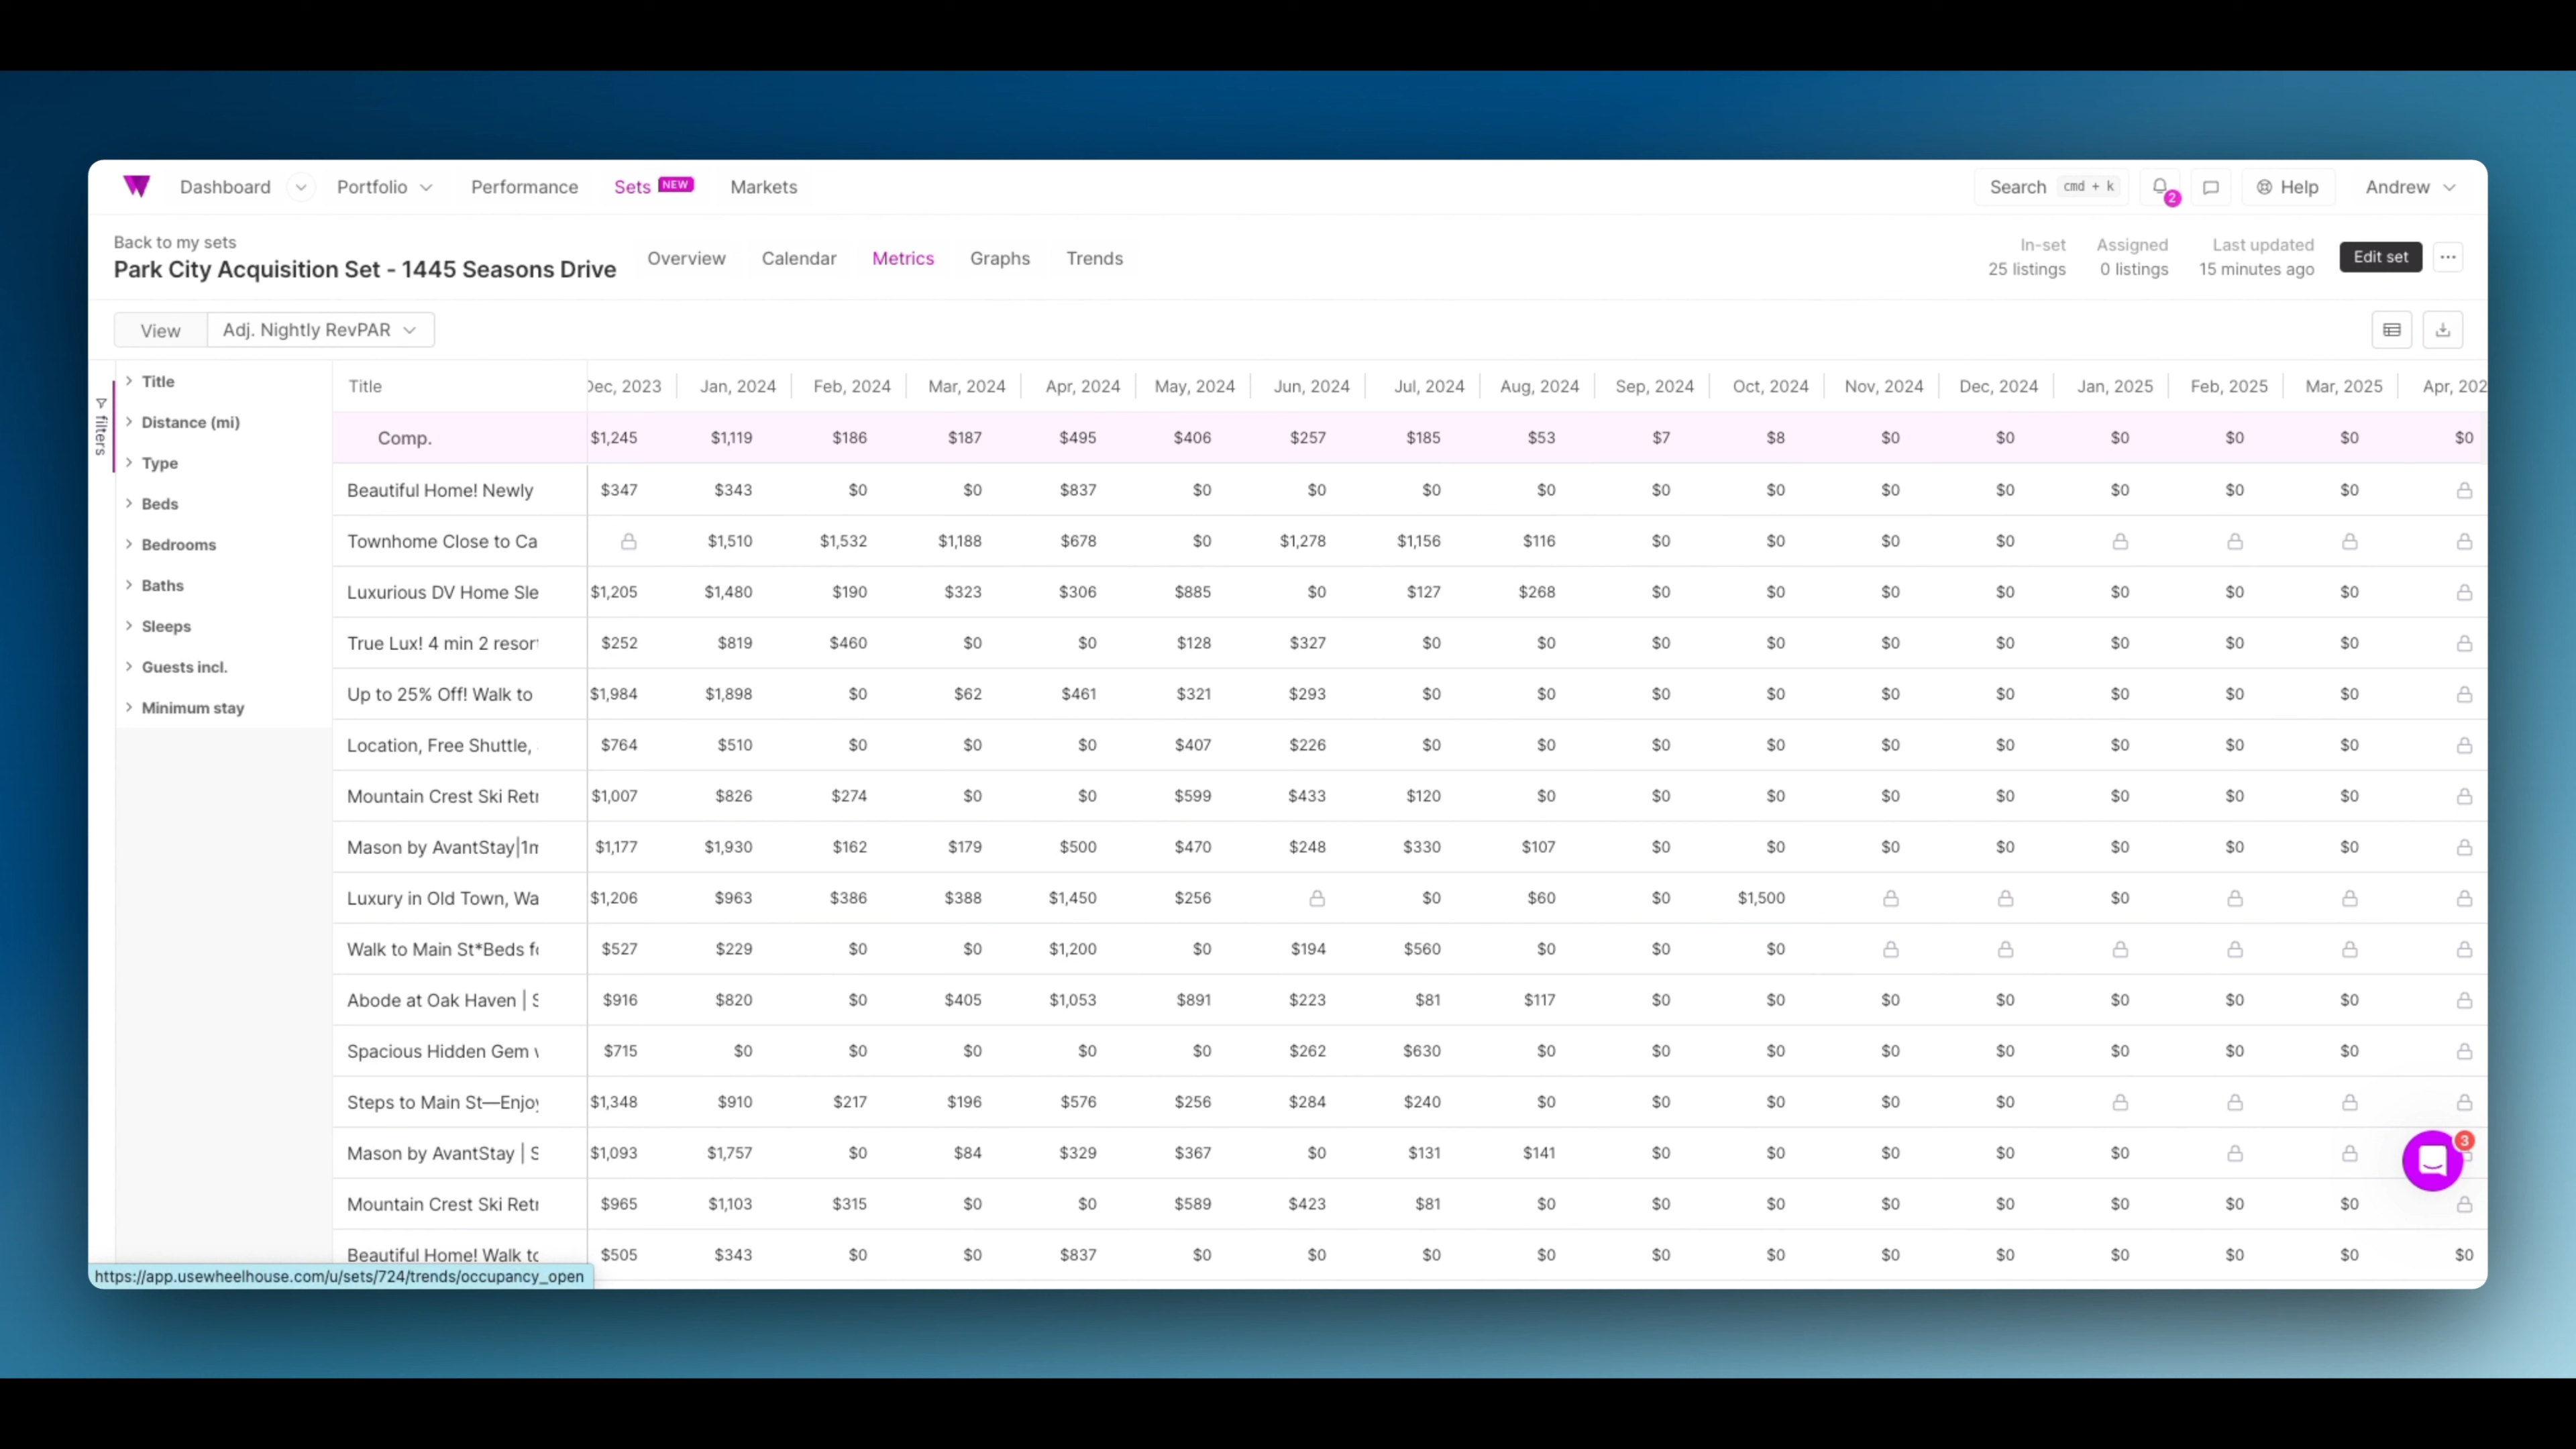 Dashboard Portfolio Performance Sets NEW Markets Search cmd + k 2 Help Andrew
Back to my sets
Park City Acquisition Set - 1445 Seasons Drive
Overview Calendar Metrics Graphs Trends
In-set Assigned Last updated
25 listings 0 listings 15 minutes ago
Edit set
View Adj. Nightly RevPAR
filters
Title
Distance (mi)
Type
Beds
Bedrooms
Baths
Sleeps
Guests incl.
Minimum stay
Title Dec, 2023 Jan, 2024 Feb, 2024 Mar, 2024 Apr, 2024 May, 2024 Jun, 2024 Jul, 2024 Aug, 2024 Sep, 2024 Oct, 2024 Nov, 2024 Dec, 2024 Jan, 2025 Feb, 2025 Mar, 2025 Apr, 202
Comp. $1,245 $1,119 $186 $187 $495 $406 $257 $185 $53 $7 $8 $0 $0 $0 $0 $0 $0
Beautiful Home! Newly $347 $343 $0 $0 $837 $0 $0 $0 $0 $0 $0 $0 $0 $0 $0 $0
Townhome Close to Ca $1,510 $1,532 $1,188 $678 $0 $1,278 $1,156 $116 $0 $0 $0 $0
Luxurious DV Home Sle $1,205 $1,480 $190 $323 $306 $885 $0 $127 $268 $0 $0 $0 $0 $0 $0 $0
True Lux! 4 min 2 resor $252 $819 $460 $0 $0 $128 $327 $0 $0 $0 $0 $0 $0 $0 $0 $0
Up to 25% Off! Walk to $1,984 $1,898 $0 $62 $461 $321 $293 $0 $0 $0 $0 $0 $0 $0 $0 $0
Location, Free Shuttle, $764 $510 $0 $0 $0 $407 $226 $0 $0 $0 $0 $0 $0 $0 $0 $0
Mountain Crest Ski Ret $1,007 $826 $274 $0 $0 $599 $433 $120 $0 $0 $0 $0 $0 $0 $0 $0
Mason by AvantStay|1m $1,177 $1,930 $162 $179 $500 $470 $248 $330 $107 $0 $0 $0 $0 $0 $0 $0
Luxury in Old Town, Wa $1,206 $963 $386 $388 $1,450 $256 $0 $60 $0 $1,500 $0
Walk to Main St*Beds fo $527 $229 $0 $0 $1,200 $0 $194 $560 $0 $0 $0
Abode at Oak Haven | S $916 $820 $0 $405 $1,053 $891 $223 $81 $117 $0 $0 $0 $0 $0 $0 $0
Spacious Hidden Gem $715 $0 $0 $0 $0 $0 $262 $630 $0 $0 $0 $0 $0 $0 $0 $0
Steps to Main St—Enjoy $1,348 $910 $217 $196 $576 $256 $284 $240 $0 $0 $0 $0 $0
Mason by AvantStay | S $1,093 $1,757 $0 $84 $329 $367 $0 $131 $141 $0 $0 $0 $0 $0
Mountain Crest Ski Ret $965 $1,103 $315 $0 $0 $589 $423 $81 $0 $0 $0 $0 $0 $0 $0 $0
Beautiful Home! Walk to $505 $343 $0 $0 $837 $0 $0 $0 $0 $0 $0 $0 $0 $0 $0 $0 $0
3
https://app.usewheelhouse.com/u/sets/724/trends/occupancy_open